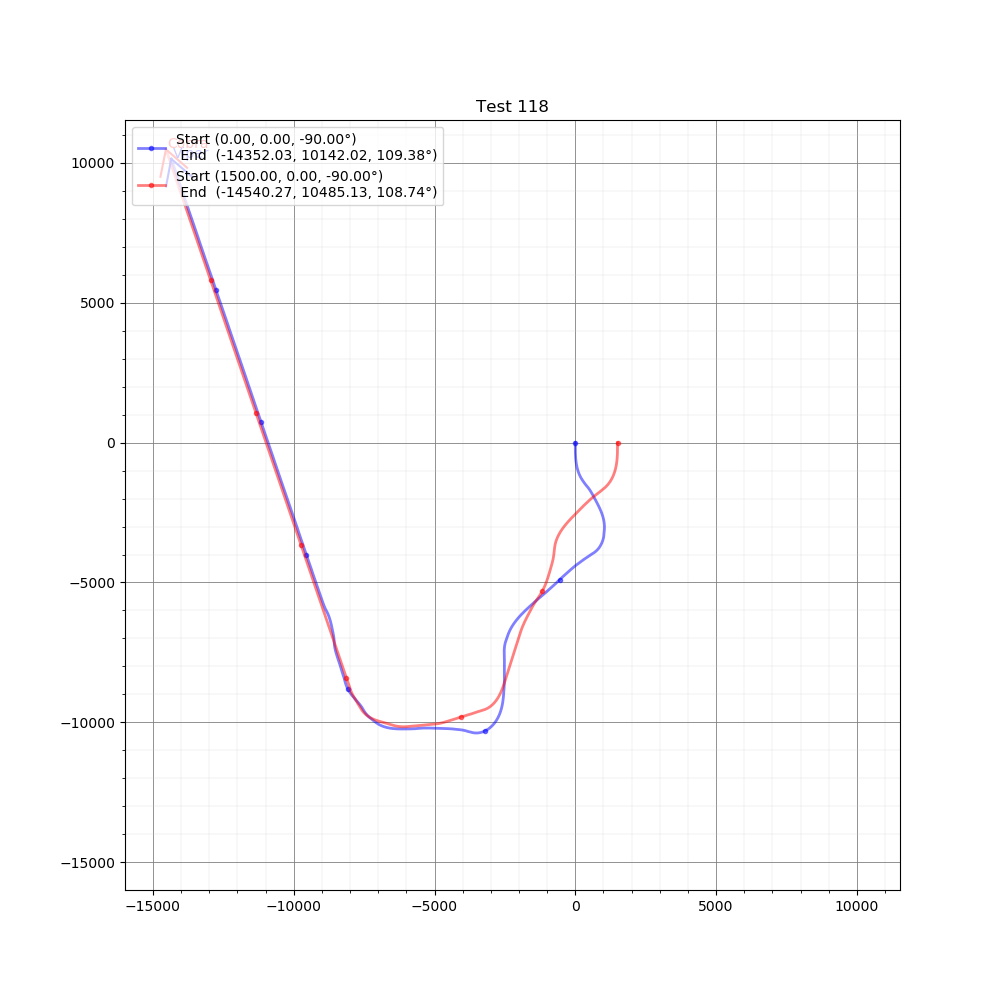 Test 118
Start (0.00, 0.00, -90.00°)
End (-14352.03, 10142.02, 109.38°)
Start (1500.00, 0.00, -90.00°)
End (-14540.27, 10485.13, 108.74°)
10000
5000
0
−5000
−10000
−15000
−15000 −10000 −5000 0 5000 10000